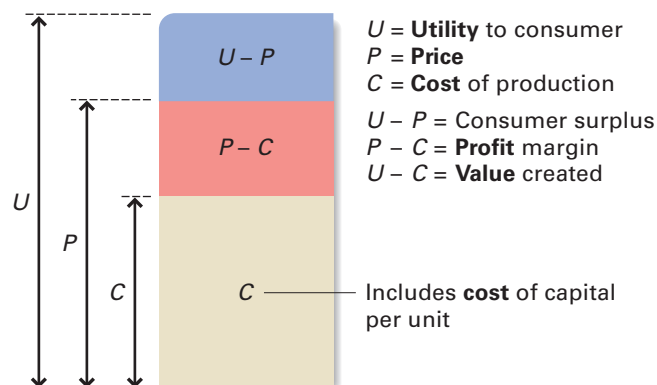 U = Utility to consumer
P = Price
C = Cost of production
U – P = Consumer surplus
P – C = Profit margin
U – C = Value created
U – P
P – C
U
P
C
C
Includes cost of capital
per unit